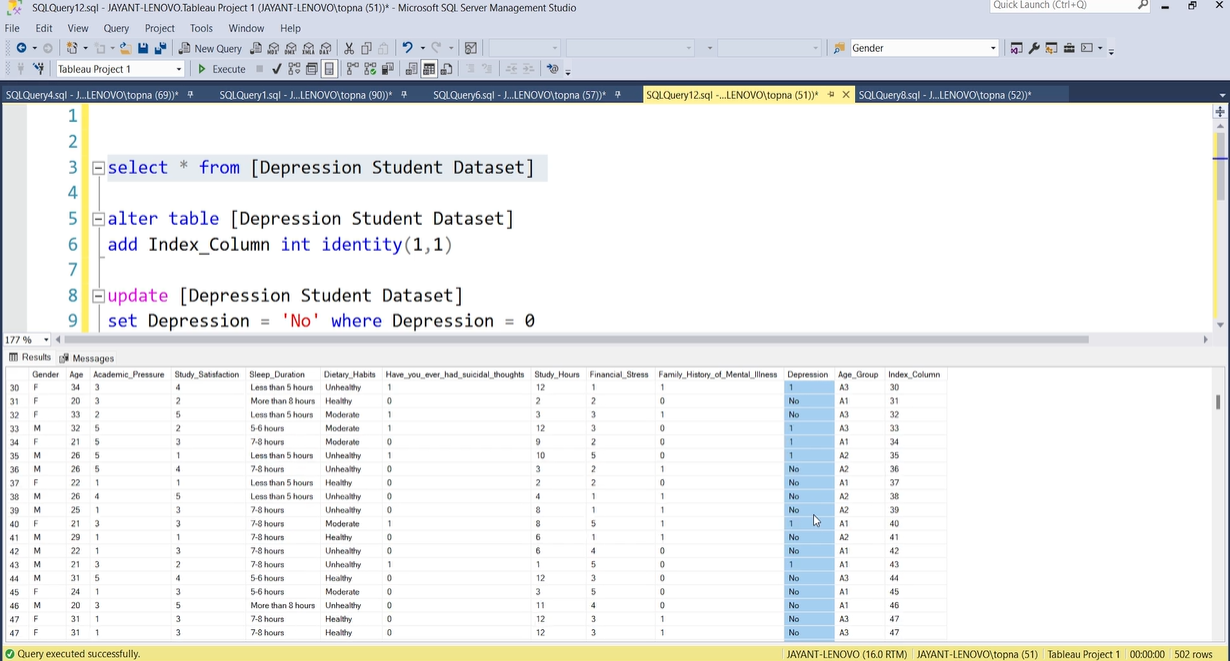 SQLQuery12.sql - JAYANT-LENOVO.Tableau Project 1 (JAYANT-LENOVO\topna (51))* - Microsoft SQL Server Management Studio
Quick Launch (Ctrl+Q)
File Edit View Query Project Tools Window Help
New Query Gender
Tableau Project 1 Execute
SQLQuery4.sql - J...LENOVO\topna (69))* SQLQuery1.sql - J...LENOVO\topna (90))* SQLQuery6.sql - J...LENOVO\topna (57))* SQLQuery12.sql -...LENOVO\topna (51))* SQLQuery8.sql - J...LENOVO\topna (52))*
1
2
3 select * from [Depression Student Dataset]
4
5 alter table [Depression Student Dataset]
6 add Index_Column int identity(1,1)
7
8 update [Depression Student Dataset]
9 set Depression = 'No' where Depression = 0
177 %
Results Messages
Gender Age Academic_Pressure Study_Satisfaction Sleep_Duration Dietary_Habits Have_you_ever_had_suicidal_thoughts Study_Hours Financial_Stress Family_History_of_Mental_Illness Depression Age_Group Index_Column
30 F 34 3 4 Less than 5 hours Unhealthy 1 12 1 1 1 A3 30
31 F 20 3 2 More than 8 hours Healthy 0 2 2 0 No A1 31
32 F 33 2 5 Less than 5 hours Moderate 1 3 3 1 No A3 32
33 M 32 5 2 5-6 hours Moderate 1 12 3 0 1 A3 33
34 F 21 5 3 7-8 hours Moderate 0 9 2 0 1 A1 34
35 M 26 5 1 Less than 5 hours Unhealthy 1 10 5 0 1 A2 35
36 M 26 5 4 7-8 hours Unhealthy 0 3 2 1 No A2 36
37 F 22 1 1 Less than 5 hours Healthy 0 2 2 0 No A1 37
38 M 26 4 5 Less than 5 hours Unhealthy 0 4 1 1 No A2 38
39 M 25 1 3 7-8 hours Unhealthy 0 8 1 1 No A2 39
40 F 21 3 3 7-8 hours Moderate 1 8 5 1 1 A1 40
41 M 29 1 1 7-8 hours Healthy 0 6 1 1 No A2 41
42 M 22 1 3 7-8 hours Unhealthy 0 6 4 0 No A1 42
43 M 21 3 2 7-8 hours Unhealthy 1 1 5 0 1 A1 43
44 M 31 5 4 5-6 hours Healthy 0 12 3 0 No A3 44
45 F 24 1 3 5-6 hours Moderate 0 3 5 0 No A1 45
46 M 20 3 5 More than 8 hours Unhealthy 0 11 4 0 No A1 46
47 F 31 1 3 7-8 hours Healthy 0 12 3 1 No A3 47
47 F 31 1 3 7-8 hours Healthy 0 12 3 1 No A3 47
Query executed successfully. JAYANT-LENOVO (16.0 RTM) JAYANT-LENOVO\topna (51) Tableau Project 1 00:00:00 502 rows